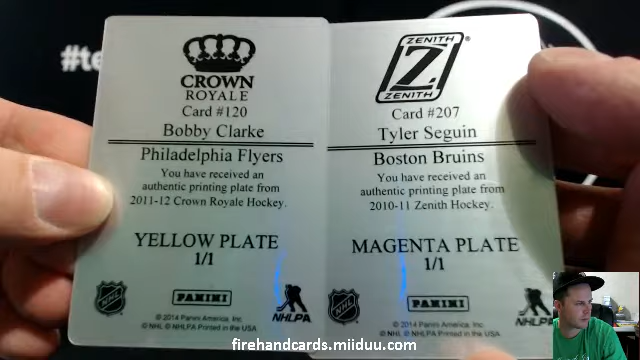 #te
CROWN
ROYALE
Card #120
Bobby Clarke
Philadelphia Flyers
You have received an
authentic printing plate from
2011-12 Crown Royale Hockey.
YELLOW PLATE
1/1
NHL
PANINI
NHLPA
© 2014 Panini America, Inc.
© NHL © NHLPA Printed in the USA
ZENITH
Z
ZENITH
Card #207
Tyler Seguin
Boston Bruins
You have received an
authentic printing plate from
2010-11 Zenith Hockey.
MAGENTA PLATE
1/1
NHL
PANINI
NHLPA
© 2014 Panini America, Inc.
© NHL © NHLPA Printed in the USA
firehandcards.miiduu.com